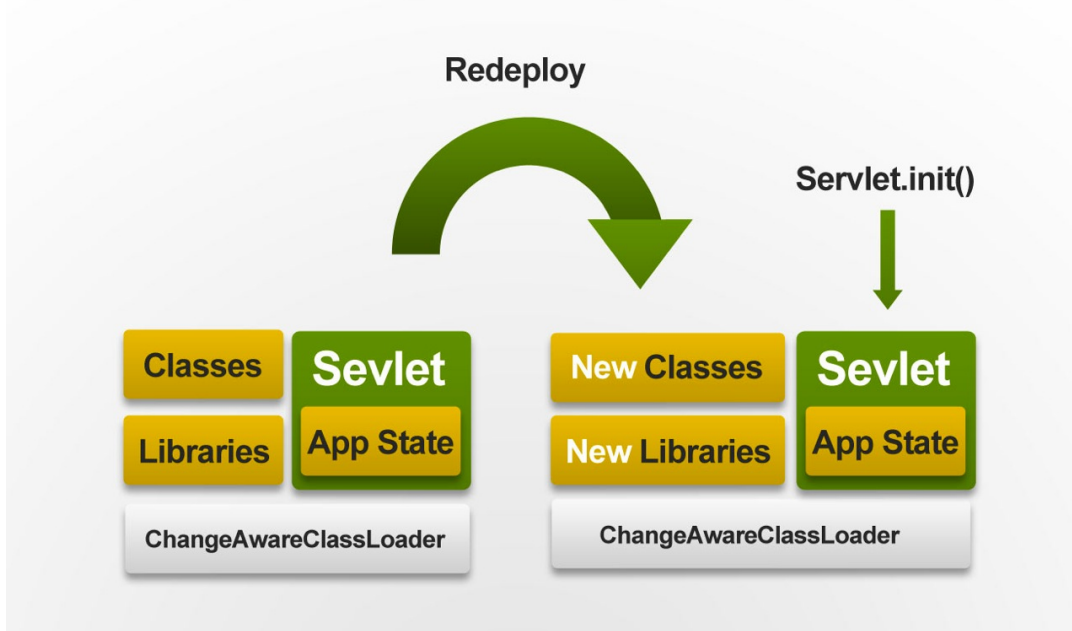 Redeploy
Servlet.init()
Classes
Sevlet
Libraries
App State
ChangeAwareClassLoader
New Classes
Sevlet
New Libraries
App State
ChangeAwareClassLoader